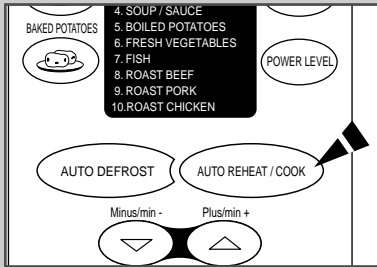 4. SOUP / SAUCE
BAKED POTATOES
5. BOILED POTATOES
6. FRESH VEGETABLES
7. FISH
POWER LEVEL
8. ROAST BEEF
9. ROAST PORK
10.ROAST CHICKEN
AUTO DEFROST
AUTO REHEAT / COOK
Minus/min -
Plus/min +